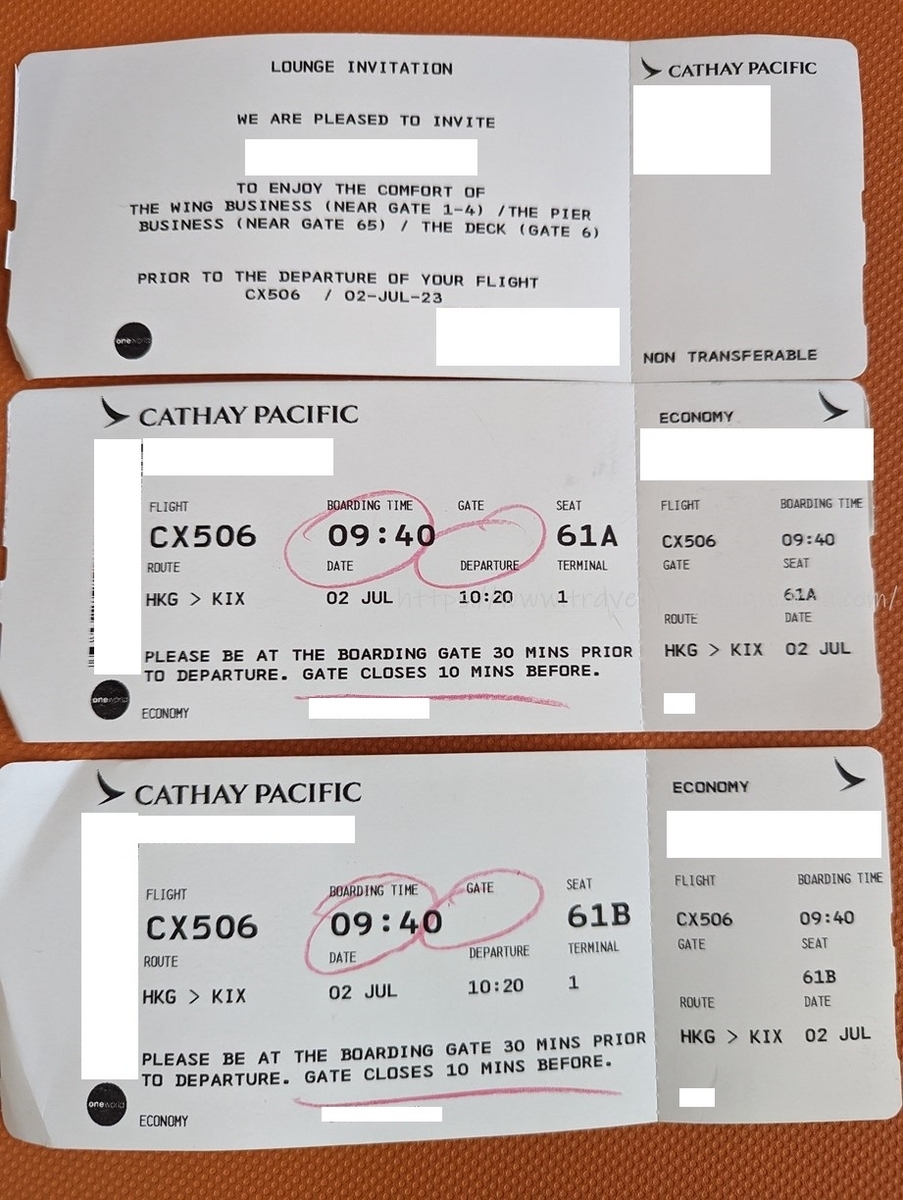 LOUNGE INVITATION
CATHAY PACIFIC
WE ARE PLEASED TO INVITE
TO ENJOY THE COMFORT OF
THE WING BUSINESS (NEAR GATE 1-4) /THE PIER
BUSINESS (NEAR GATE 65) / THE DECK (GATE 6)
PRIOR TO THE DEPARTURE OF YOUR FLIGHT
CX506 / 02-JUL-23
oneworld
NON TRANSFERABLE
CATHAY PACIFIC
FLIGHT BOARDING TIME GATE SEAT
CX506 09:40 61A
ROUTE DATE DEPARTURE TERMINAL
HKG > KIX 02 JUL 10:20 1
PLEASE BE AT THE BOARDING GATE 30 MINS PRIOR
TO DEPARTURE. GATE CLOSES 10 MINS BEFORE.
oneworld
ECONOMY
ECONOMY
FLIGHT BOARDING TIME
CX506 09:40
GATE SEAT
61A
ROUTE DATE
HKG > KIX 02 JUL
CATHAY PACIFIC
FLIGHT BOARDING TIME GATE SEAT
CX506 09:40 61B
ROUTE DATE DEPARTURE TERMINAL
HKG > KIX 02 JUL 10:20 1
PLEASE BE AT THE BOARDING GATE 30 MINS PRIOR
TO DEPARTURE. GATE CLOSES 10 MINS BEFORE.
oneworld
ECONOMY
ECONOMY
FLIGHT BOARDING TIME
CX506 09:40
GATE SEAT
61B
ROUTE DATE
HKG > KIX 02 JUL